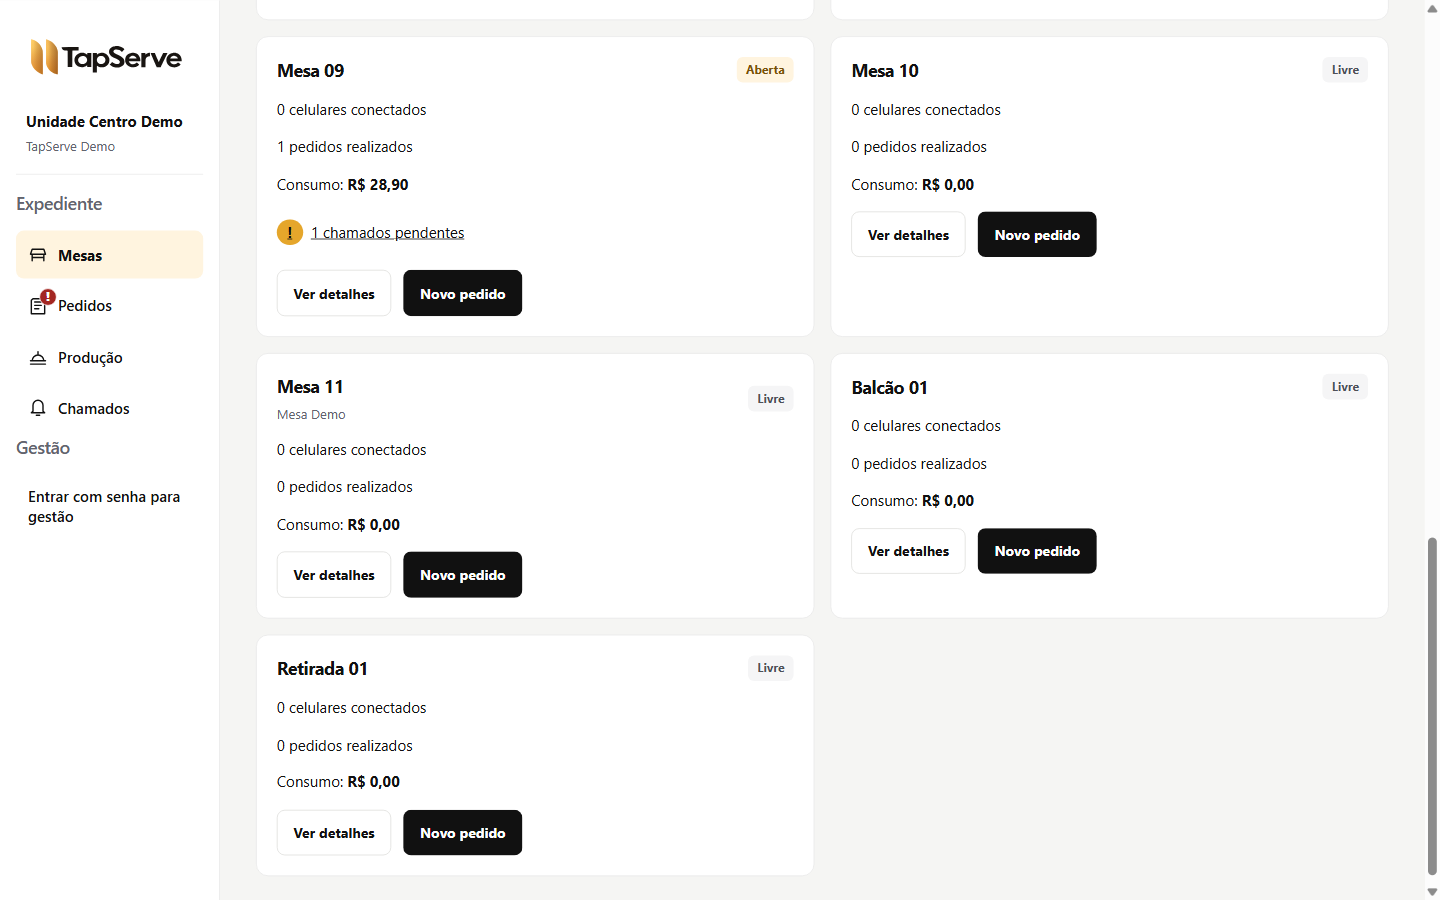 TapServe
Unidade Centro Demo
TapServe Demo
Expediente
Mesas
Pedidos
Produção
Chamados
Gestão
Entrar com senha para
gestão
Mesa 09
Aberta
0 celulares conectados
1 pedidos realizados
Consumo: R$ 28,90
! 1 chamados pendentes
Ver detalhes
Novo pedido
Mesa 10
Livre
0 celulares conectados
0 pedidos realizados
Consumo: R$ 0,00
Ver detalhes
Novo pedido
Mesa 11
Mesa Demo
Livre
0 celulares conectados
0 pedidos realizados
Consumo: R$ 0,00
Ver detalhes
Novo pedido
Balcão 01
Livre
0 celulares conectados
0 pedidos realizados
Consumo: R$ 0,00
Ver detalhes
Novo pedido
Retirada 01
Livre
0 celulares conectados
0 pedidos realizados
Consumo: R$ 0,00
Ver detalhes
Novo pedido